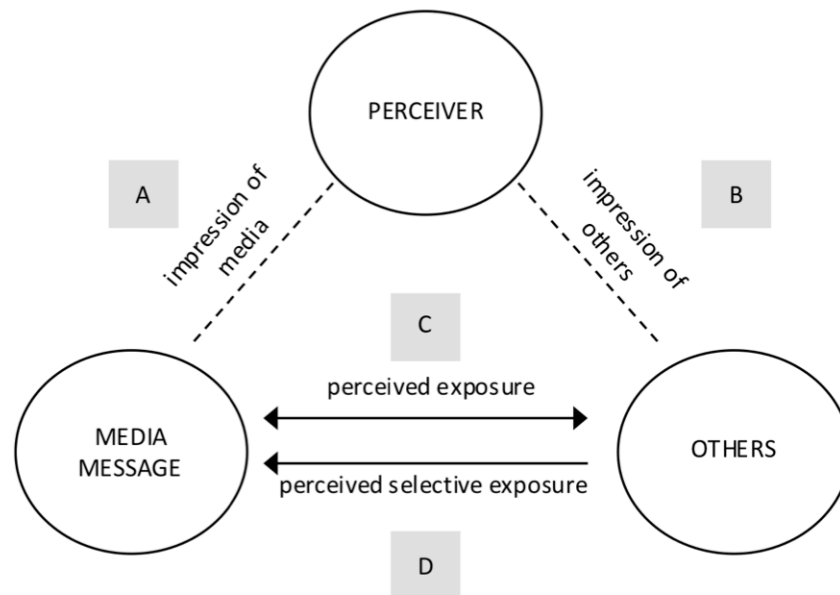 PERCEIVER
A
impression of
media
impression of
others
B
C
perceived exposure
MEDIA
MESSAGE
OTHERS
perceived selective exposure
D